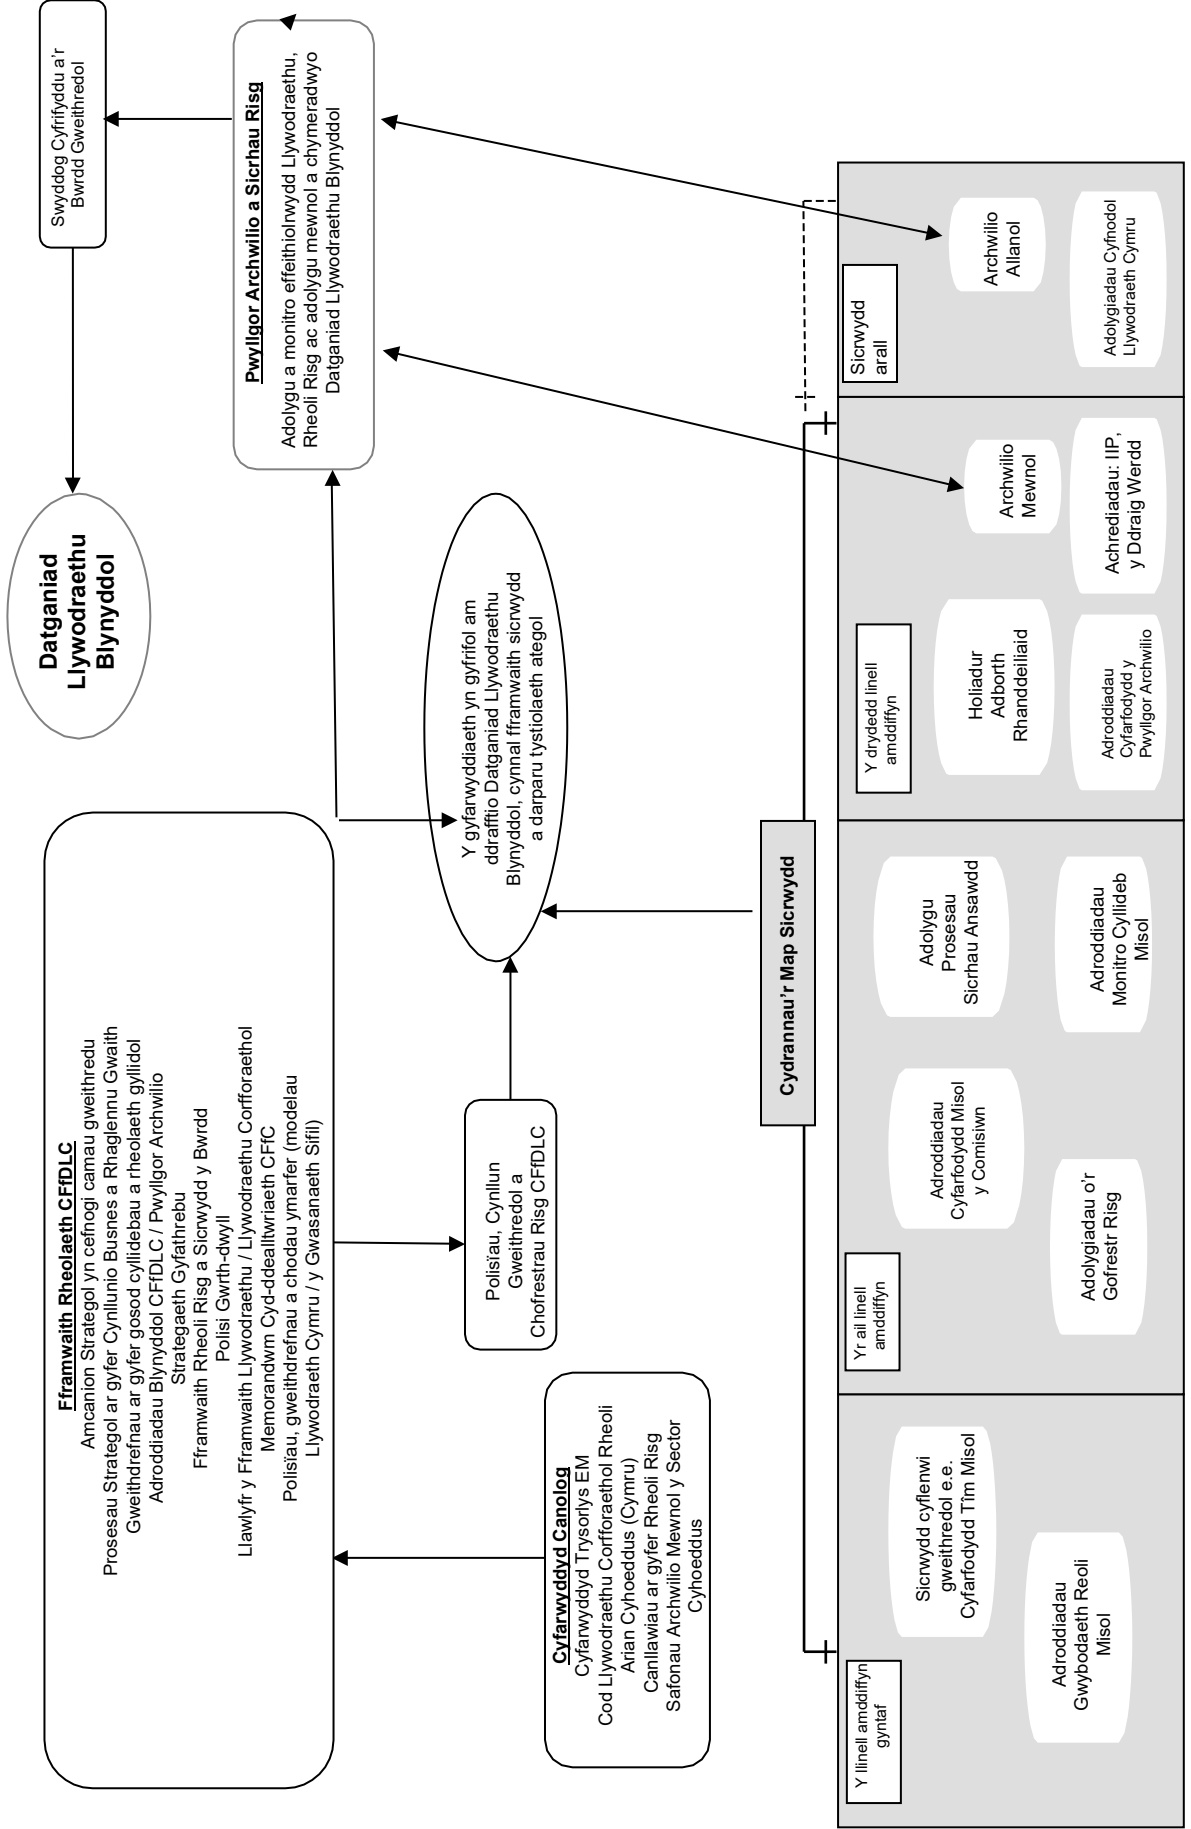 Fframwaith Rheolaeth CFfDLC
Amcanion Strategol yn cefnogi camau gweithredu
Prosesau Strategol ar gyfer Cynllunio Busnes a Rhaglennu Gwaith
Gweithdrefnau ar gyfer gosod cyllidebau a rheolaeth gyllidol
Adroddiadau Blynyddol CFfDLC / Pwyllgor Archwilio
Strategaeth Gyfathrebu
Fframwaith Rheoli Risg a Sicrwydd y Bwrdd
Polisi Gwrth-dwyll
Llawlyfr y Fframwaith Llywodraethu / Llywodraethu Corfforaethol
Memorandwm Cyd-ddealltwriaeth CFfC
Polisïau, gweithdrefnau a chodau ymarfer (modelau
Llywodraeth Cymru / y Gwasanaeth Sifil)
Datganiad
Llywodraethu
Blynyddol
Swyddog Cyfrifyddu a'r
Bwrdd Gweithredol
Pwyllgor Archwilio a Sicrhau Risg
Adolygu a monitro effeithiolrwydd Llywodraethu,
Rheoli Risg ac adolygu mewnol a chymeradwyo
Datganiad Llywodraethu Blynyddol
Cyfarwyddyd Canolog
Cyfarwyddyd Trysorlys EM
Cod Llywodraethu Corfforaethol Rheoli
Arian Cyhoeddus (Cymru)
Canllawiau ar gyfer Rheoli Risg
Safonau Archwilio Mewnol y Sector
Cyhoeddus
Polisïau, Cynllun
Gweithredol a
Chofrestrau Risg CFfDLC
Y gyfarwyddiaeth yn gyfrifol am
ddrafftio Datganiad Llywodraethu
Blynyddol, cynnal fframwaith sicrwydd
a darparu tystiolaeth ategol
Cydrannau'r Map Sicrwydd
Y llinell amddiffyn
gyntaf
Sicrwydd cyflenwi
gweithredol e.e.
Cyfarfodydd Tîm Misol
Adroddiadau
Gwybodaeth Reoli
Misol
Yr ail linell
amddiffyn
Adroddiadau
Cyfarfodydd Misol
y Comisiwn
Adolygu
Prosesau
Sicrhau Ansawdd
Adolygiadau o'r
Gofrestr Risg
Adroddiadau
Monitro Cyllideb
Misol
Y drydedd linell
amddiffyn
Holiadur
Adborth
Rhanddeiliaid
Archwilio
Mewnol
Adroddiadau
Cyfarfodydd y
Pwyllgor Archwilio
Achrediadau: IIP,
y Ddraig Werdd
Sicrwydd
arall
Archwilio
Allanol
Adolygiadau Cyfnodol
Llywodraeth Cymru